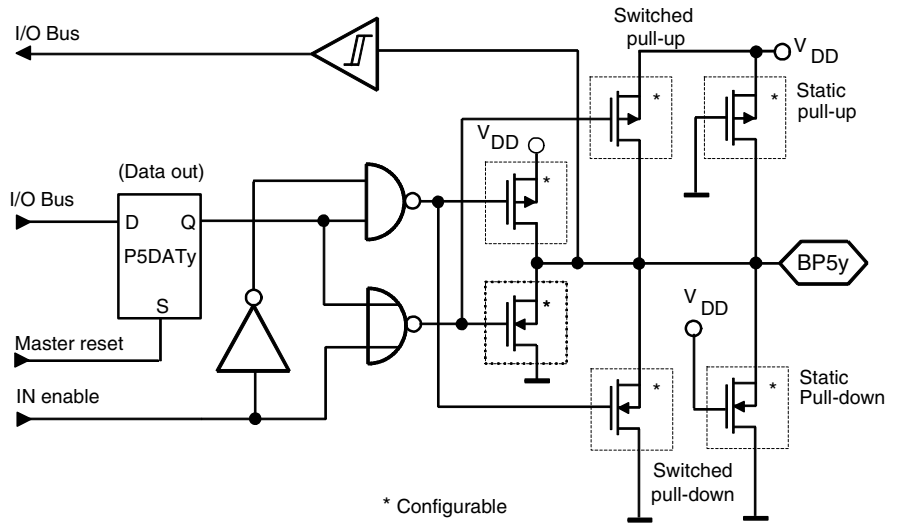 Switched
pull-up
I/O Bus
V DD
Static
pull-up
*
*
V DD
(Data out)
*
I/O Bus
D
Q
P5DATy
BP5y
S
*
V DD
Master reset
IN enable
*
*
Static
Pull-down
Switched
pull-down
* Configurable